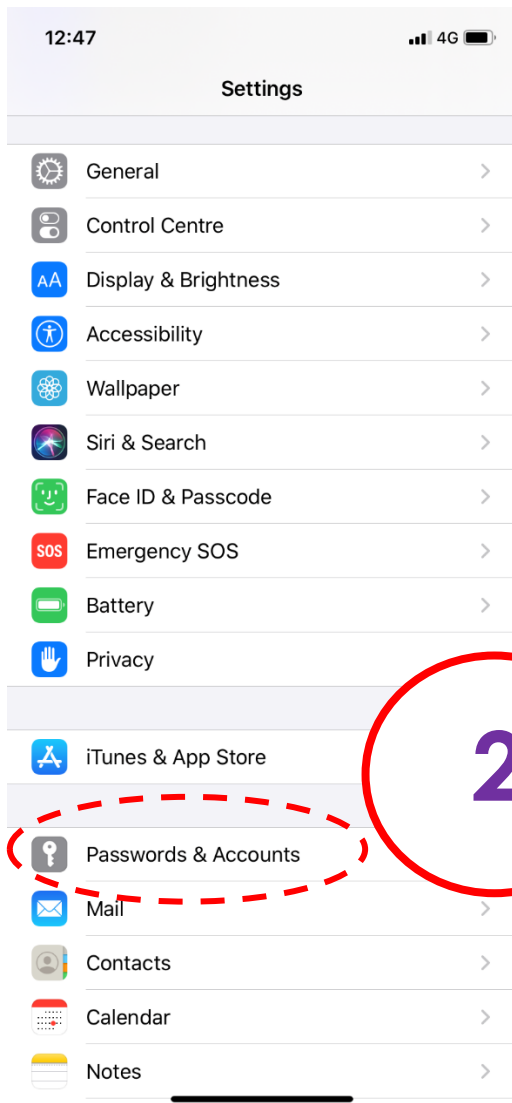 12:47 4G
Settings
General
Control Centre
AA Display & Brightness
Accessibility
Wallpaper
Siri & Search
Face ID & Passcode
SOS Emergency SOS
Battery
Privacy
2
iTunes & App Store
Passwords & Accounts
Mail
Contacts
Calendar
Notes